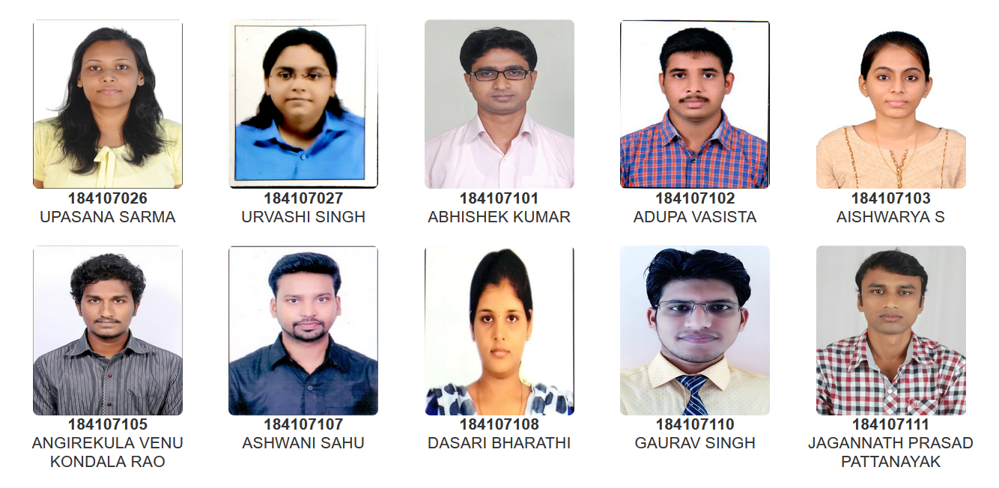 184107026
UPASANA SARMA
184107027
URVASHI SINGH
184107101
ABHISHEK KUMAR
184107102
ADUPA VASISTA
184107103
AISHWARYA S
184107105
ANGIREKULA VENU
KONDALA RAO
184107107
ASHWANI SAHU
184107108
DASARI BHARATHI
184107110
GAURAV SINGH
184107111
JAGANNATH PRASAD
PATTANAYAK